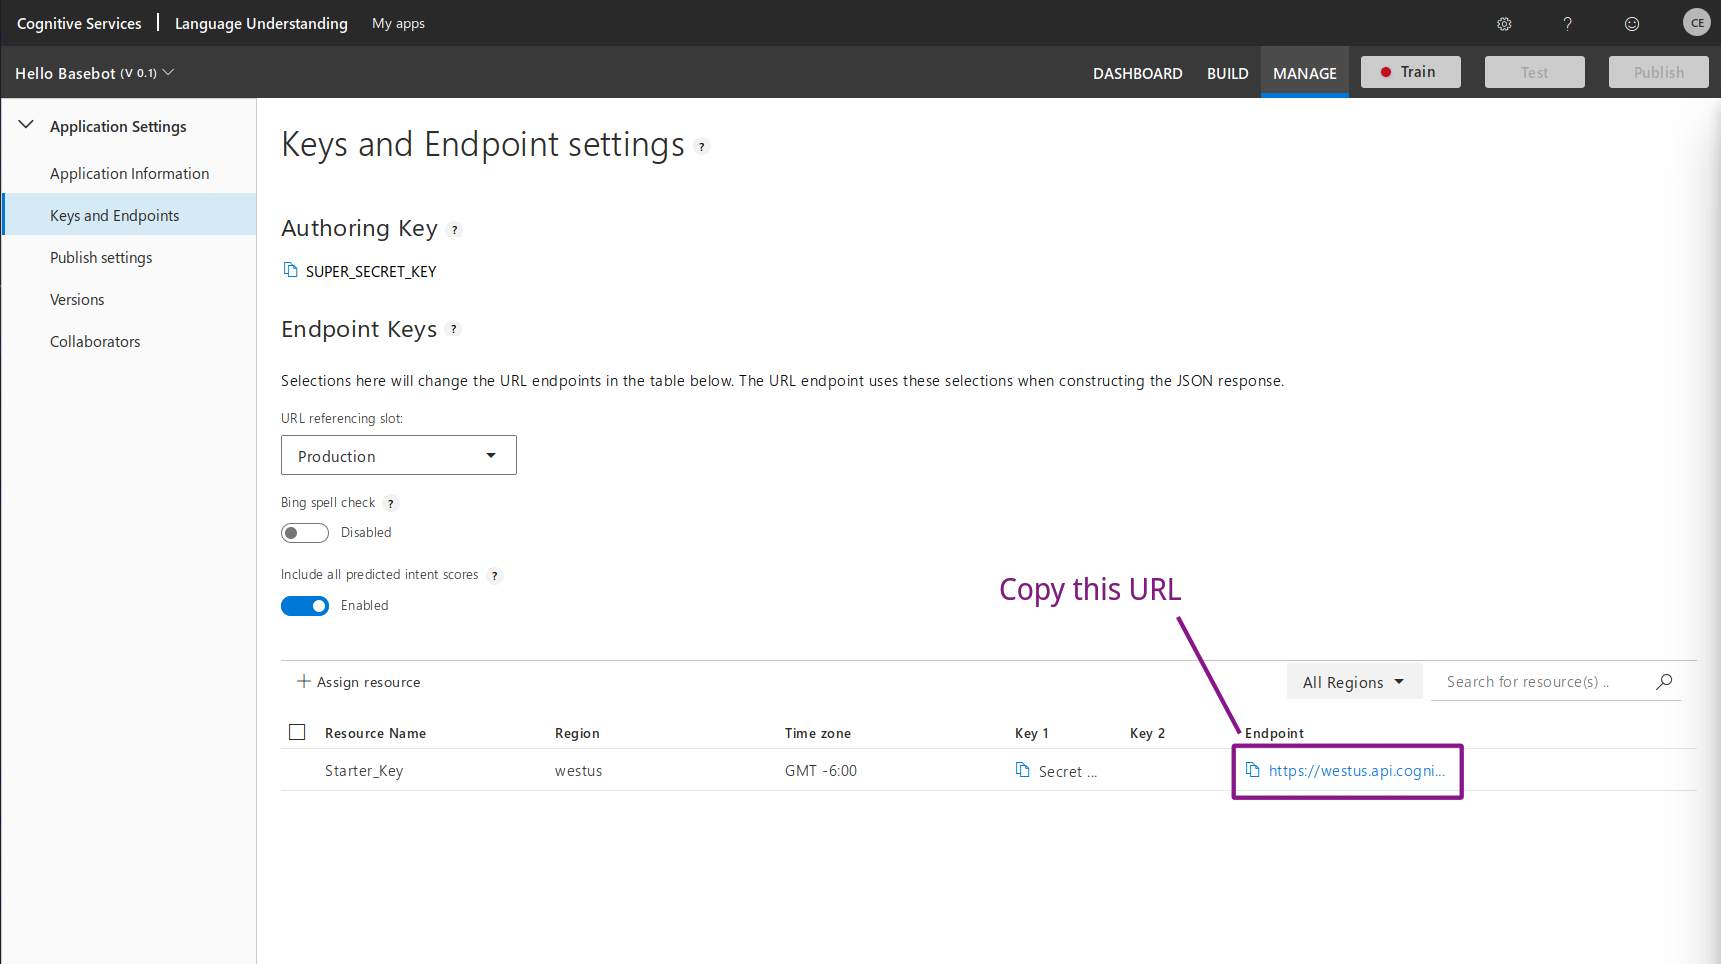 Cognitive Services | Language Understanding My apps ? CE
Hello Basebot (V 0.1) DASHBOARD BUILD MANAGE Train Test Publish
Application Settings
Application Information
Keys and Endpoints
Publish settings
Versions
Collaborators
Keys and Endpoint settings ?
Authoring Key ?
SUPER_SECRET_KEY
Endpoint Keys ?
Selections here will change the URL endpoints in the table below. The URL endpoint uses these selections when constructing the JSON response.
URL referencing slot:
Production
Bing spell check ?
Disabled
Include all predicted intent scores ?
Enabled
Copy this URL
Assign resource All Regions Search for resource(s) ..
Resource Name Region Time zone Key 1 Key 2 Endpoint
Starter_Key westus GMT -6:00 Secret ... https://westus.api.cogni...